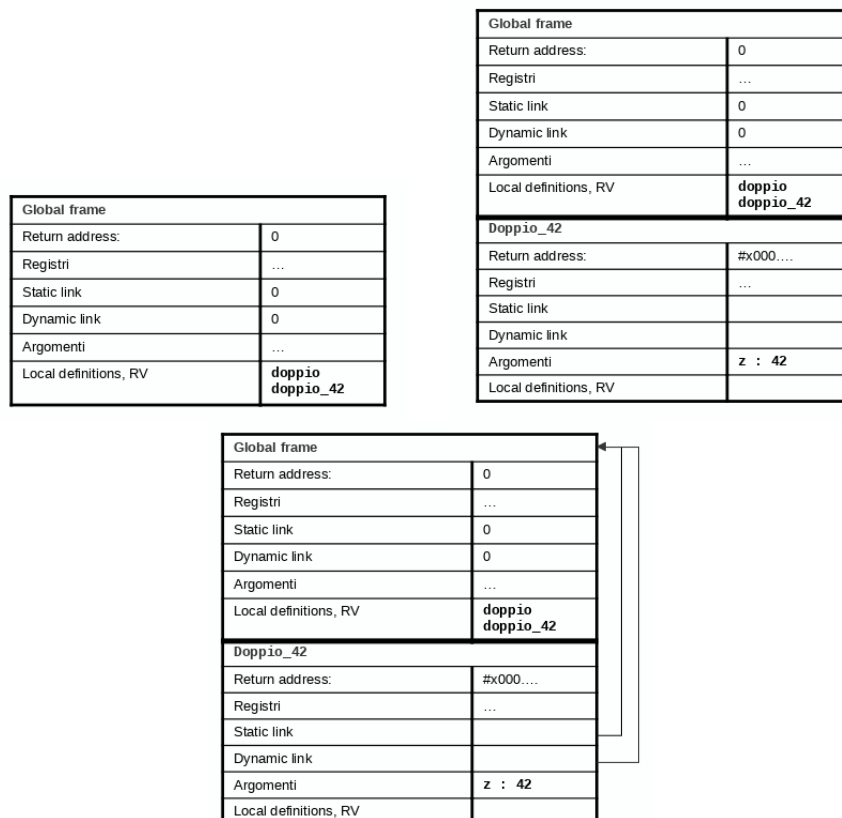 Global frame
Return address: 0
Registri ...
Static link 0
Dynamic link 0
Argomenti ...
Local definitions, RV doppio
doppio_42
Global frame
Return address: 0
Registri ...
Static link 0
Dynamic link 0
Argomenti ...
Local definitions, RV doppio
doppio_42
Doppio_42
Return address: #x000....
Registri ...
Static link
Dynamic link
Argomenti z : 42
Local definitions, RV
Global frame
Return address: 0
Registri ...
Static link 0
Dynamic link 0
Argomenti ...
Local definitions, RV doppio
doppio_42
Doppio_42
Return address: #x000....
Registri ...
Static link
Dynamic link
Argomenti z : 42
Local definitions, RV